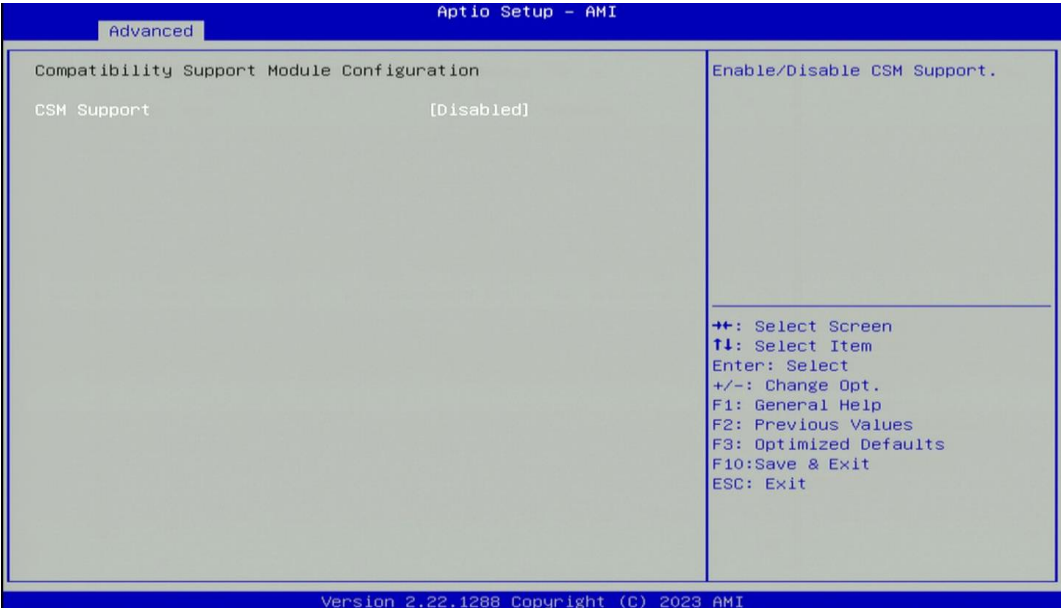 Aptio Setup – AMI
Advanced
Compatibility Support Module Configuration
CSM Support [Disabled]
Enable/Disable CSM Support.
→←: Select Screen
↑↓: Select Item
Enter: Select
+/-: Change Opt.
F1: General Help
F2: Previous Values
F3: Optimized Defaults
F10:Save & Exit
ESC: Exit
Version 2.22.1288 Copyright (C) 2023 AMI